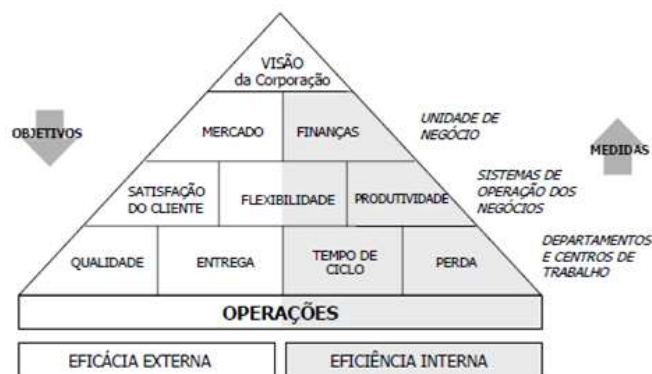 VISÃO
da Corporação
OBJETIVOS
MERCADO
FINANÇAS
UNIDADE DE
NEGÓCIO
MEDIDAS
SATISFAÇÃO
DO CLIENTE
FLEXIBILIDADE
PRODUTIVIDADE
SISTEMAS DE
OPERAÇÃO DOS
NEGÓCIOS
QUALIDADE
ENTREGA
TEMPO DE
CICLO
PERDA
DEPARTAMENTOS
E CENTROS DE
TRABALHO
OPERAÇÕES
EFICÁCIA EXTERNA
EFICIÊNCIA INTERNA